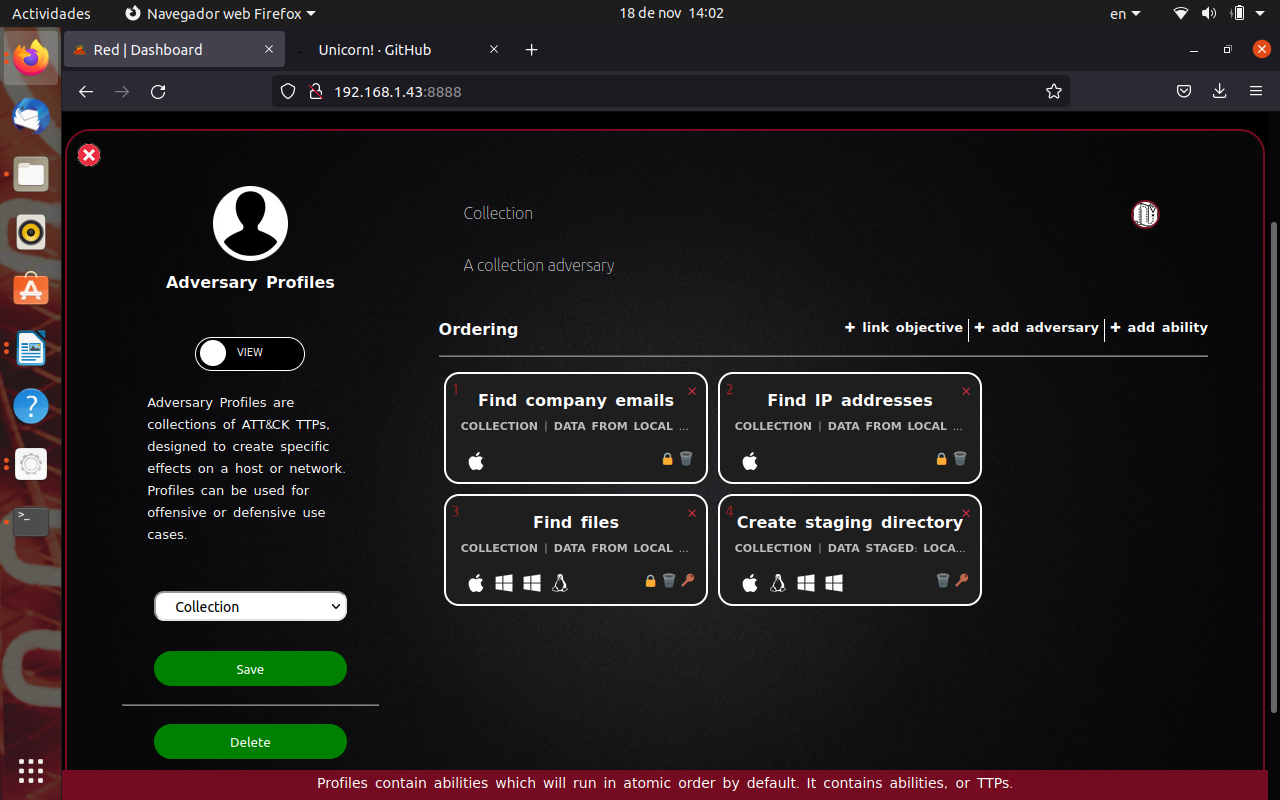 Actividades
Navegador web Firefox
18 de nov 14:02
en
Red | Dashboard
Unicorn! · GitHub
192.168.1.43:8888
Adversary Profiles
VIEW
Adversary Profiles are
collections of ATT&CK TTPs,
designed to create specific
effects on a host or network.
Profiles can be used for
offensive or defensive use
cases.
Collection
Save
Delete
Collection
A collection adversary
Ordering
+ link objective
+ add adversary
+ add ability
1
Find company emails
COLLECTION | DATA FROM LOCAL ...
2
Find IP addresses
COLLECTION | DATA FROM LOCAL ...
3
Find files
COLLECTION | DATA FROM LOCAL ...
4
Create staging directory
COLLECTION | DATA STAGED: LOCA...
Profiles contain abilities which will run in atomic order by default. It contains abilities, or TTPs.